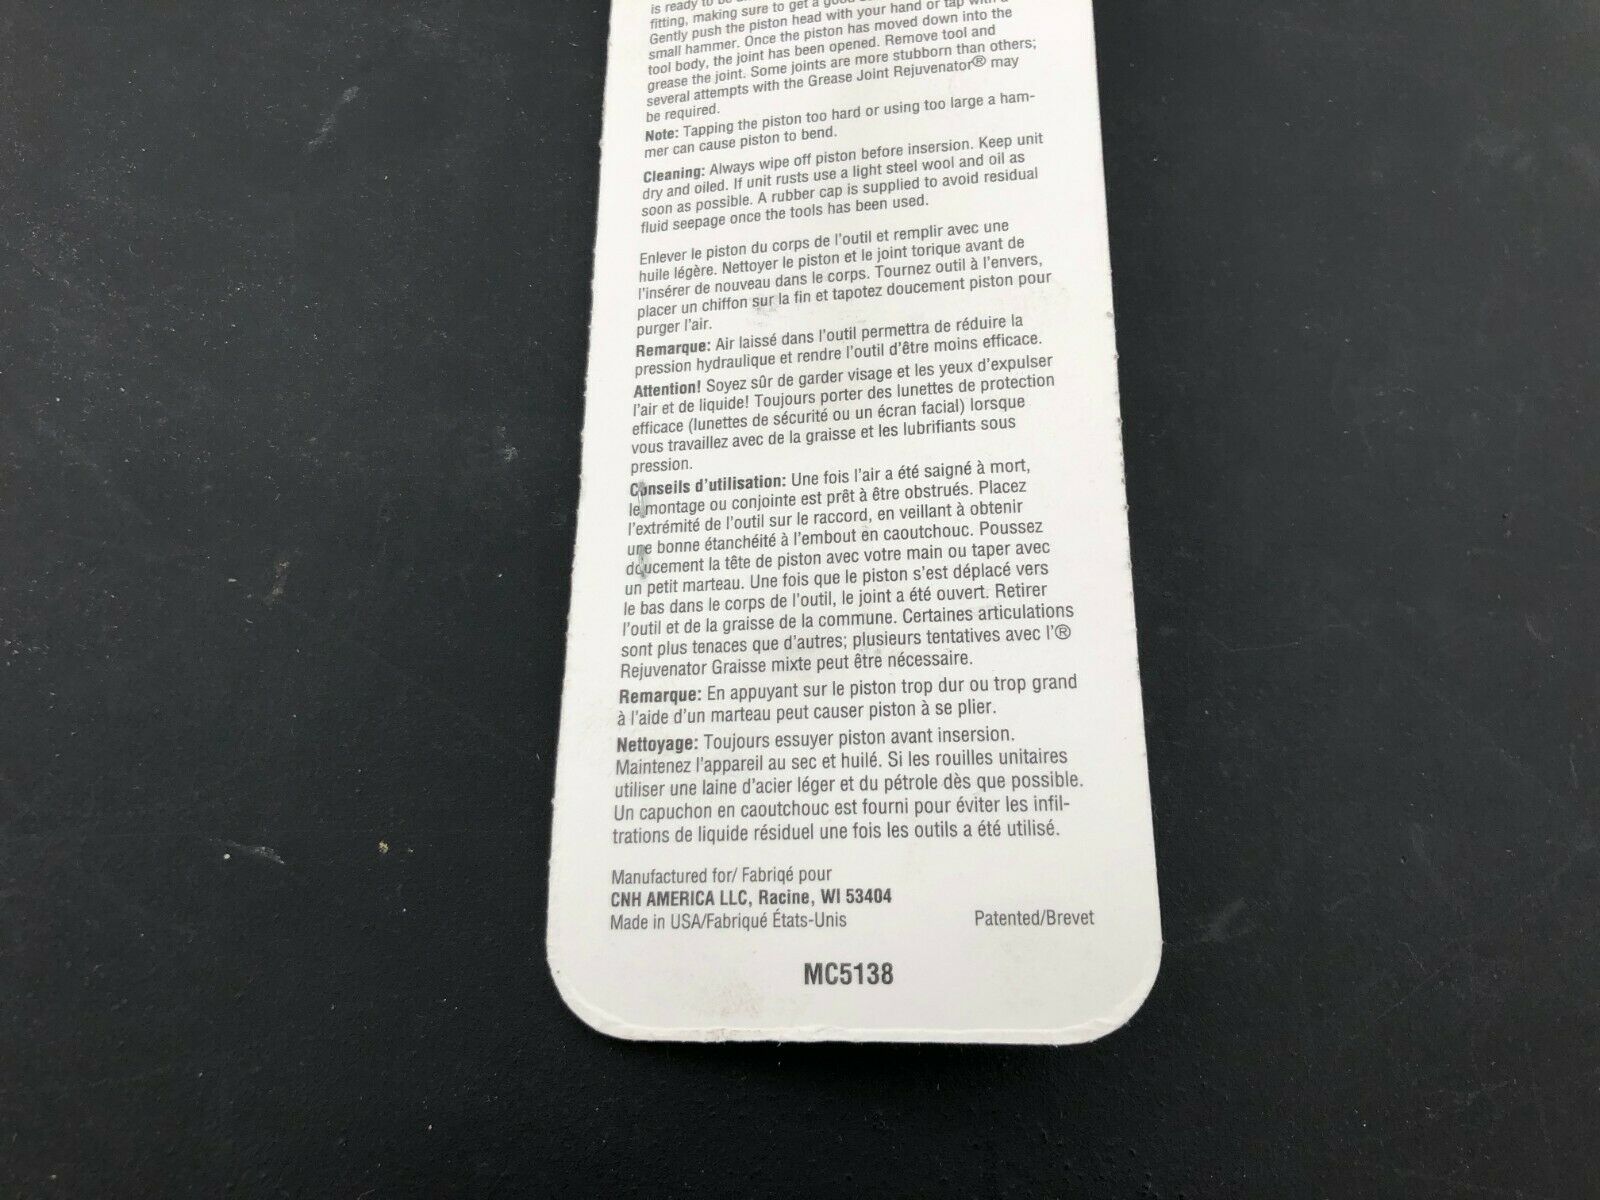 is ready to be
fitting, making sure to get a good
Gently push the piston head with your hand or tap with a
small hammer. Once the piston has moved down into the
tool body, the joint has been opened. Remove tool and
grease the joint. Some joints are more stubborn than others;
several attempts with the Grease Joint Rejuvenator® may
be required.
Note: Tapping the piston too hard or using too large a ham-
mer can cause piston to bend.
Cleaning: Always wipe off piston before insersion. Keep unit
dry and oiled. If unit rusts use a light steel wool and oil as
soon as possible. A rubber cap is supplied to avoid residual
fluid seepage once the tools has been used.
Enlever le piston du corps de l'outil et remplir avec une
huile légère. Nettoyer le piston et le joint torique avant de
l'insérer de nouveau dans le corps. Tournez outil à l'envers,
placer un chiffon sur la fin et tapotez doucement piston pour
purger l'air.
Remarque: Air laissé dans l'outil permettra de réduire la
pression hydraulique et rendre l'outil d'être moins efficace.
Attention! Soyez sûr de garder visage et les yeux d'expulser
l'air et de liquide! Toujours porter des lunettes de protection
efficace (lunettes de sécurité ou un écran facial) lorsque
vous travaillez avec de la graisse et les lubrifiants sous
pression.
Conseils d'utilisation: Une fois l'air a été saigné à mort,
le montage ou conjointe est prêt à être obstrués. Placez
l'extrémité de l'outil sur le raccord, en veillant à obtenir
une bonne étanchéité à l'embout en caoutchouc. Poussez
doucement la tête de piston avec votre main ou taper avec
un petit marteau. Une fois que le piston s'est déplacé vers
le bas dans le corps de l'outil, le joint a été ouvert. Retirer
l'outil et de la graisse de la commune. Certaines articulations
sont plus tenaces que d'autres; plusieurs tentatives avec l'®
Rejuvenator Graisse mixte peut être nécessaire.
Remarque: En appuyant sur le piston trop dur ou trop grand
à l'aide d'un marteau peut causer piston à se plier.
Nettoyage: Toujours essuyer piston avant insersion.
Maintenez l'appareil au sec et huilé. Si les rouilles unitaires
utiliser une laine d'acier léger et du pétrole dès que possible.
Un capuchon en caoutchouc est fourni pour éviter les infil-
trations de liquide résiduel une fois les outils a été utilisé.
Manufactured for/ Fabriqé pour
CNH AMERICA LLC, Racine, WI 53404
Made in USA/Fabriqué États-Unis Patented/Brevet
MC5138